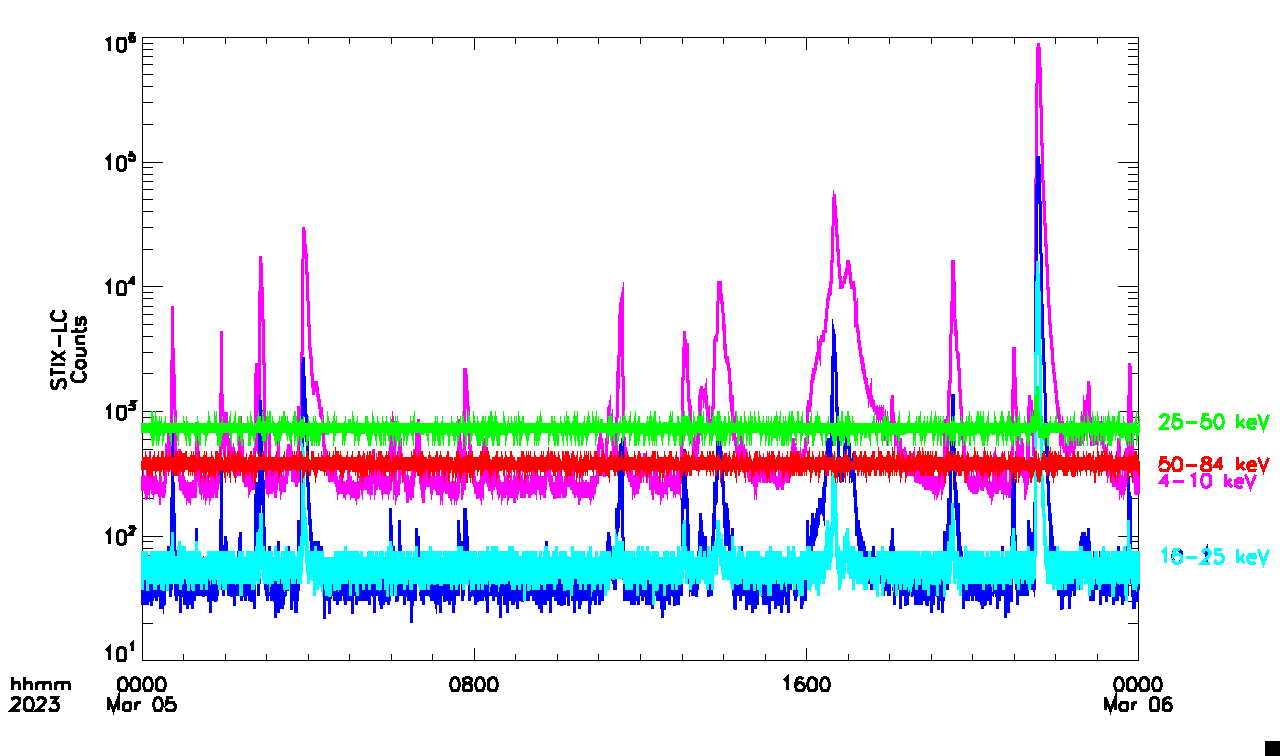 10⁶
10⁵
10⁴
10³
10²
10¹
STIX-LC
Counts
25-50 keV
50-84 keV
4-10 keV
16-25 keV
hhmm 0000 0800 1600 0000
2023 Mar 05 Mar 06